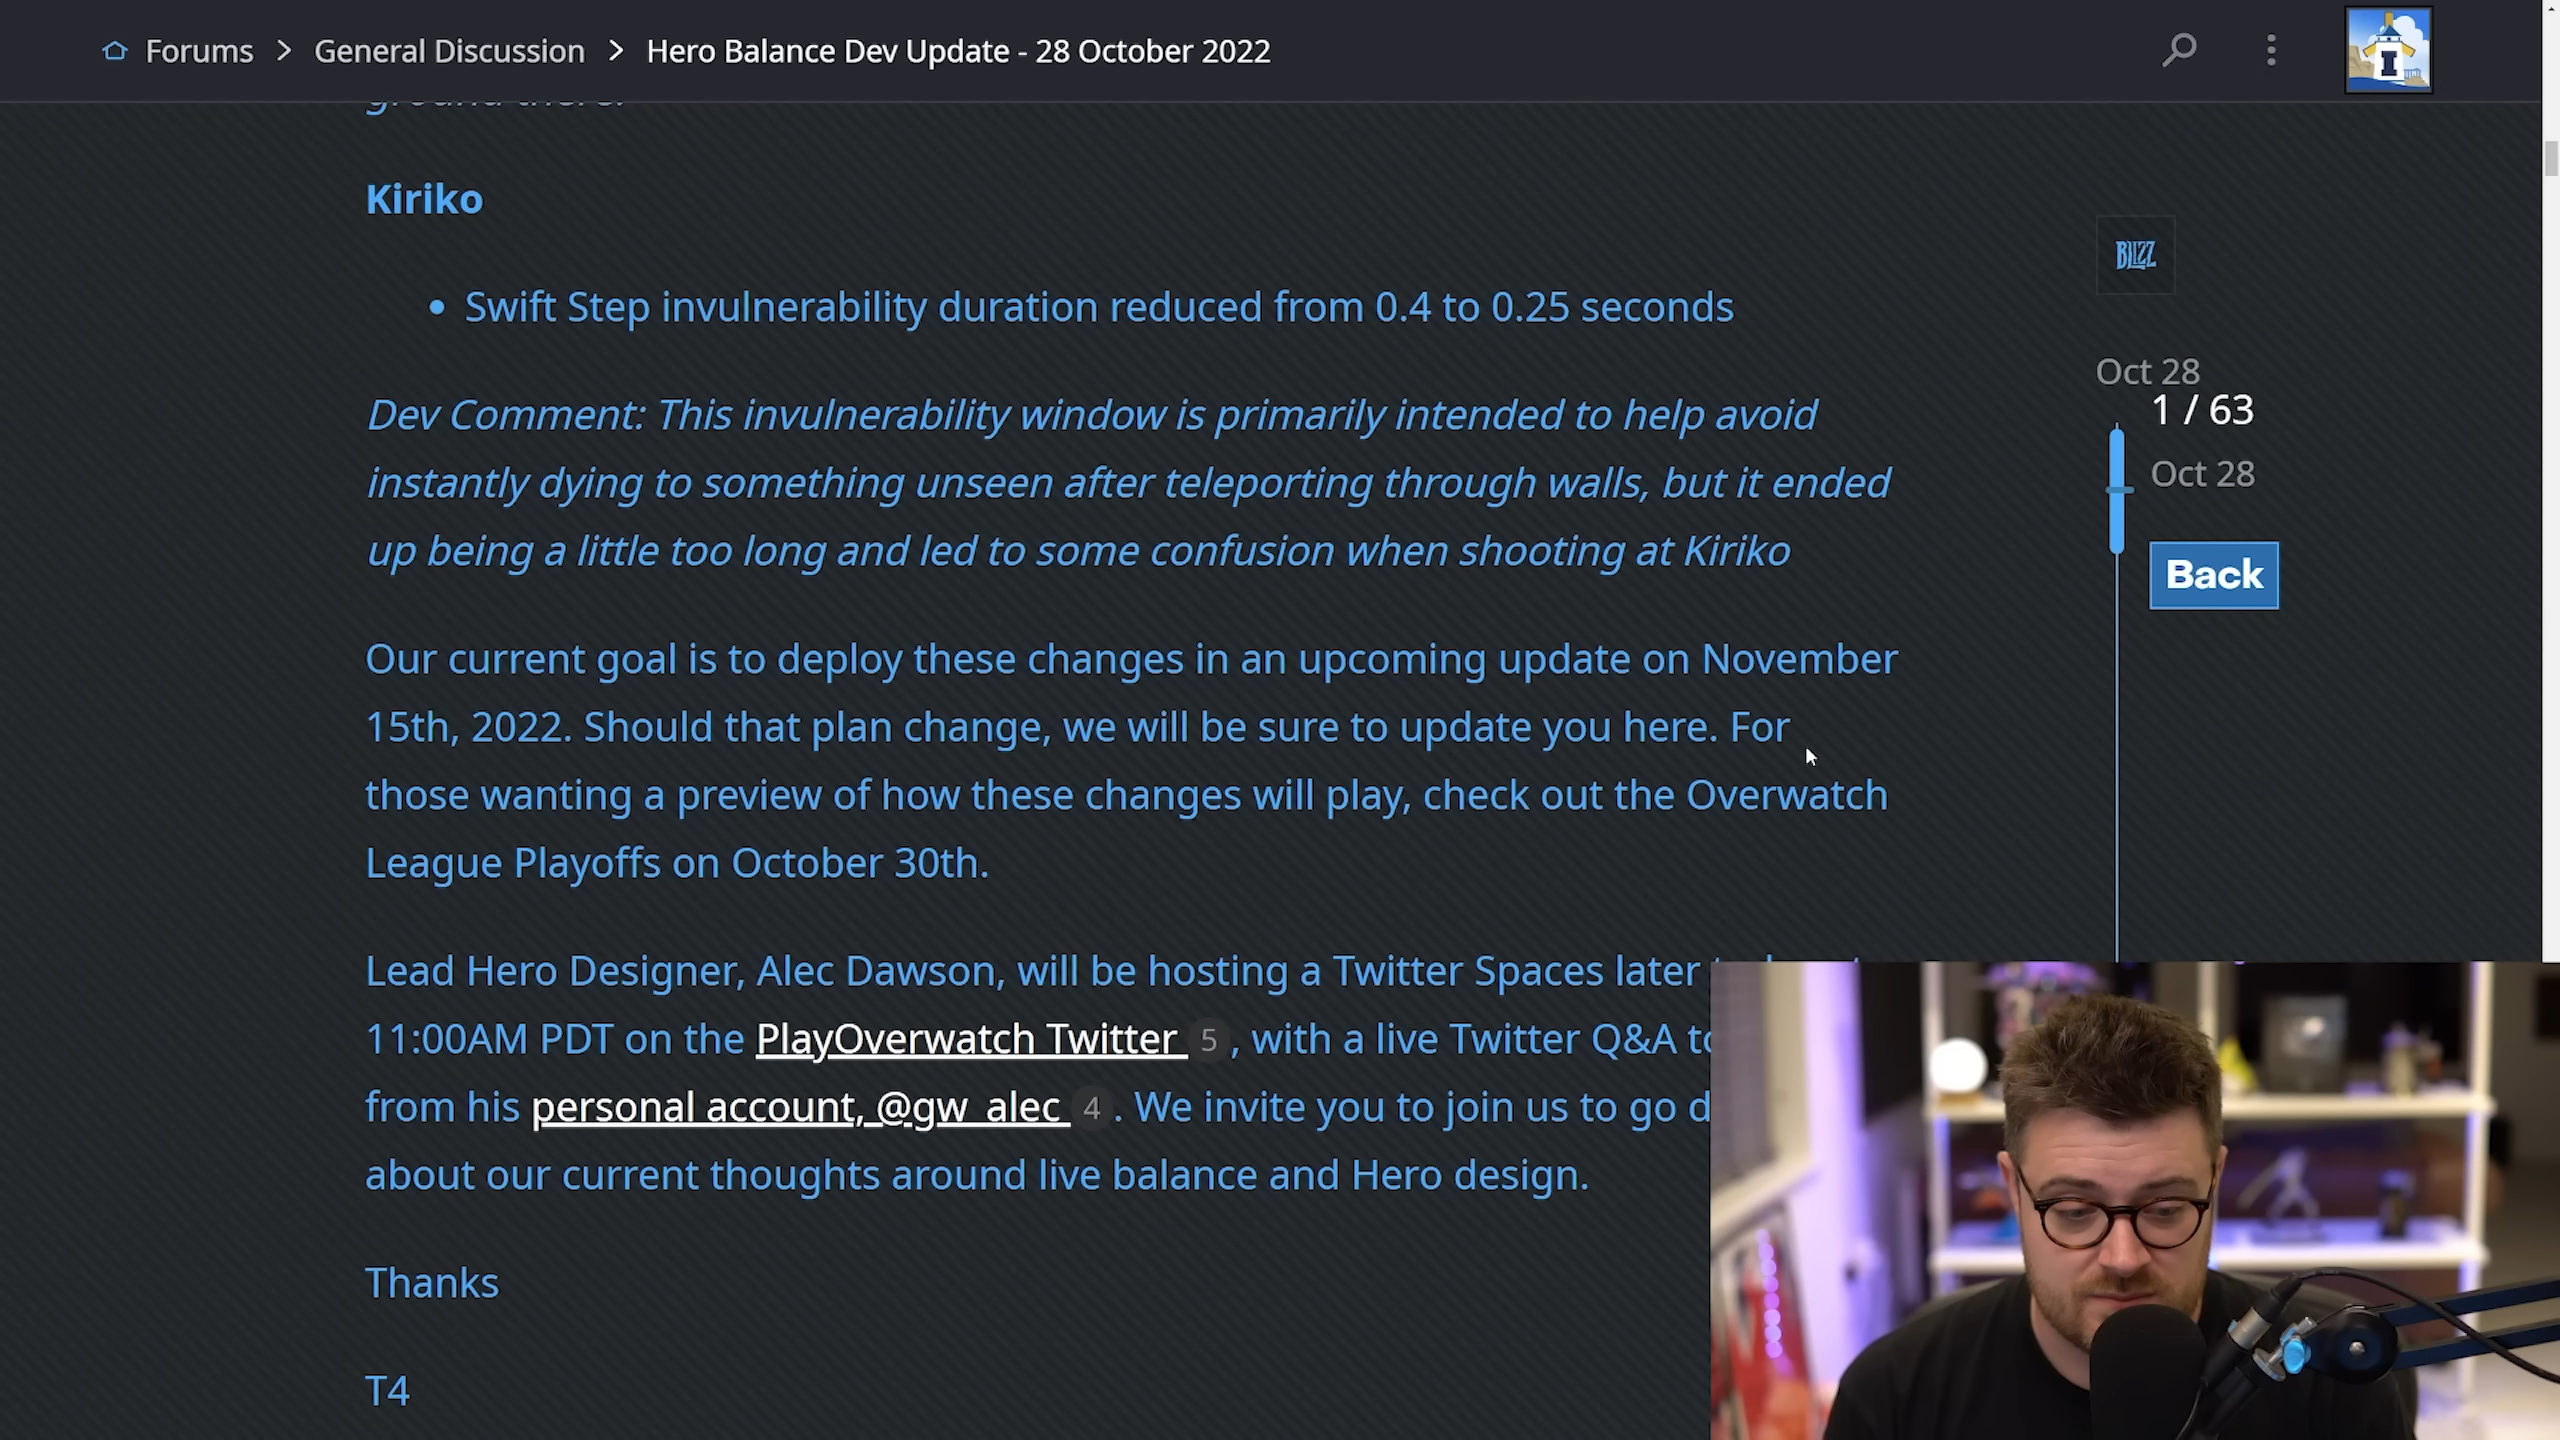 Forums > General Discussion > Hero Balance Dev Update - 28 October 2022
ground there.
Kiriko
• Swift Step invulnerability duration reduced from 0.4 to 0.25 seconds
Dev Comment: This invulnerability window is primarily intended to help avoid
instantly dying to something unseen after teleporting through walls, but it ended
up being a little too long and led to some confusion when shooting at Kiriko
Our current goal is to deploy these changes in an upcoming update on November
15th, 2022. Should that plan change, we will be sure to update you here. For
those wanting a preview of how these changes will play, check out the Overwatch
League Playoffs on October 30th.
Lead Hero Designer, Alec Dawson, will be hosting a Twitter Spaces later
11:00AM PDT on the PlayOverwatch Twitter 5, with a live Twitter Q&A
from his personal account, @gw_alec 4. We invite you to join us to go
about our current thoughts around live balance and Hero design.
Thanks
T4
BLIZZ
Oct 28
1 / 63
Oct 28
Back
I